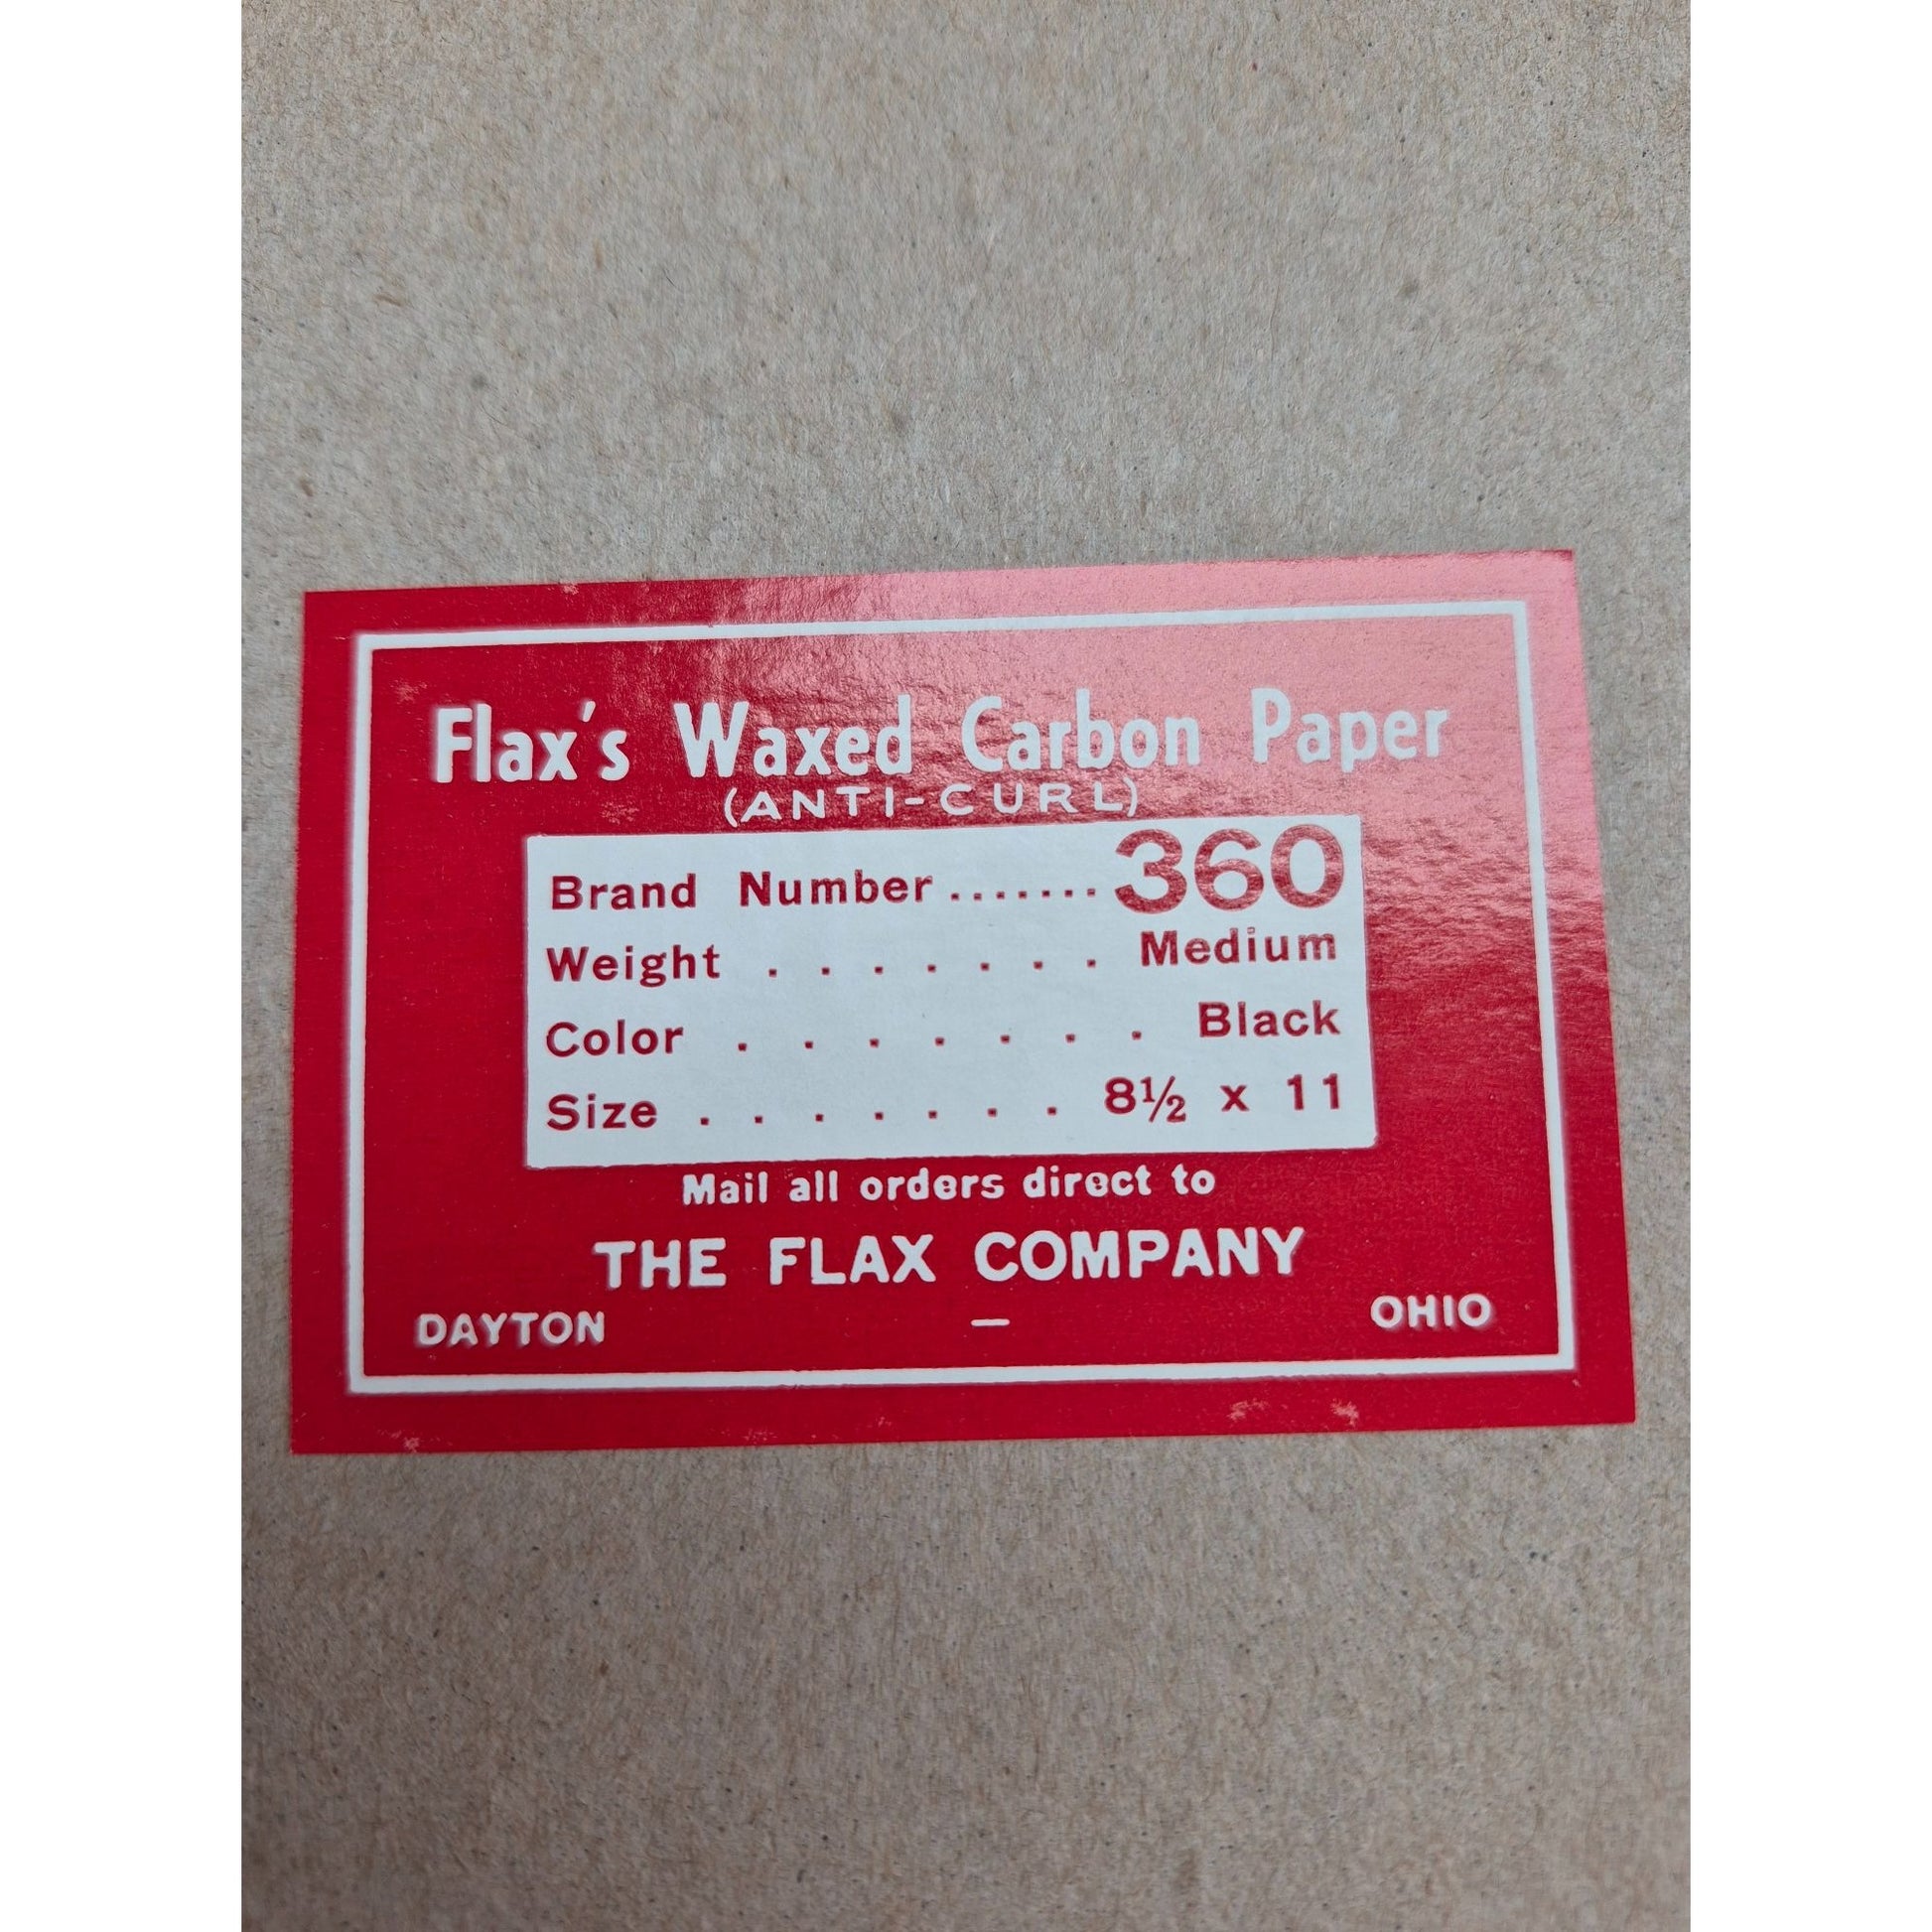 Flax's Waxed Carbon Paper
(ANTI-CURL)
Brand Number.......360
Weight . . . . . . . Medium
Color . . . . . . . Black
Size . . . . . . . 8½ x 11
Mail all orders direct to
THE FLAX COMPANY
DAYTON — OHIO